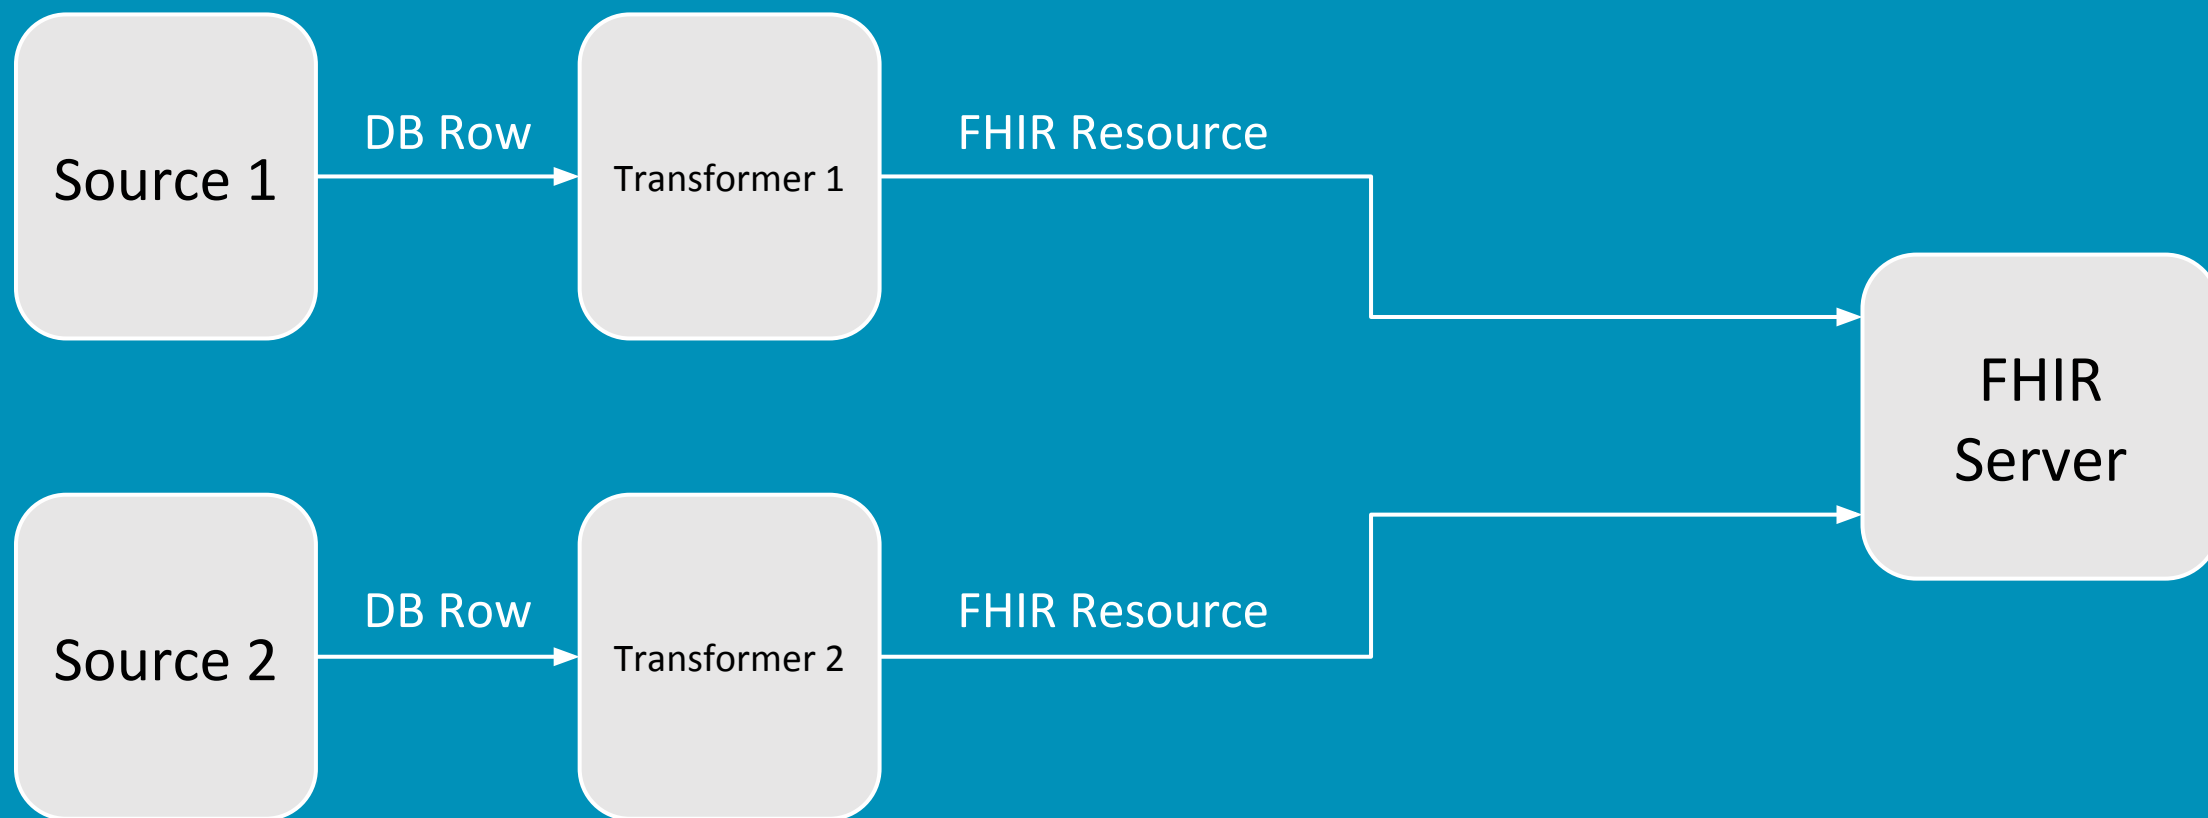 Source 1
DB Row
Transformer 1
FHIR Resource
FHIR
Server
Source 2
DB Row
Transformer 2
FHIR Resource